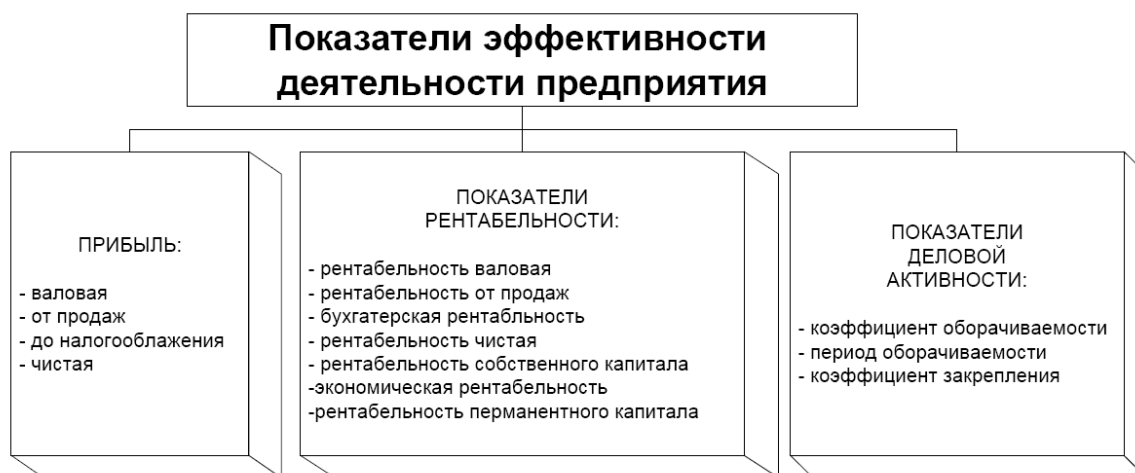 Показатели эффективности
деятельности предприятия
ПРИБЫЛЬ:
- валовая
- от продаж
- до налогооблажения
- чистая
ПОКАЗАТЕЛИ
РЕНТАБЕЛЬНОСТИ:
- рентабельность валовая
- рентабельность от продаж
- бухгатерская рентабльность
- рентабельность чистая
- рентабельность собственного капитала
-экономическая рентабельность
-рентабельность перманентного капитала
ПОКАЗАТЕЛИ
ДЕЛОВОЙ
АКТИВНОСТИ:
- коэффициент оборачиваемости
- период оборачиваемости
- коэффициент закрепления